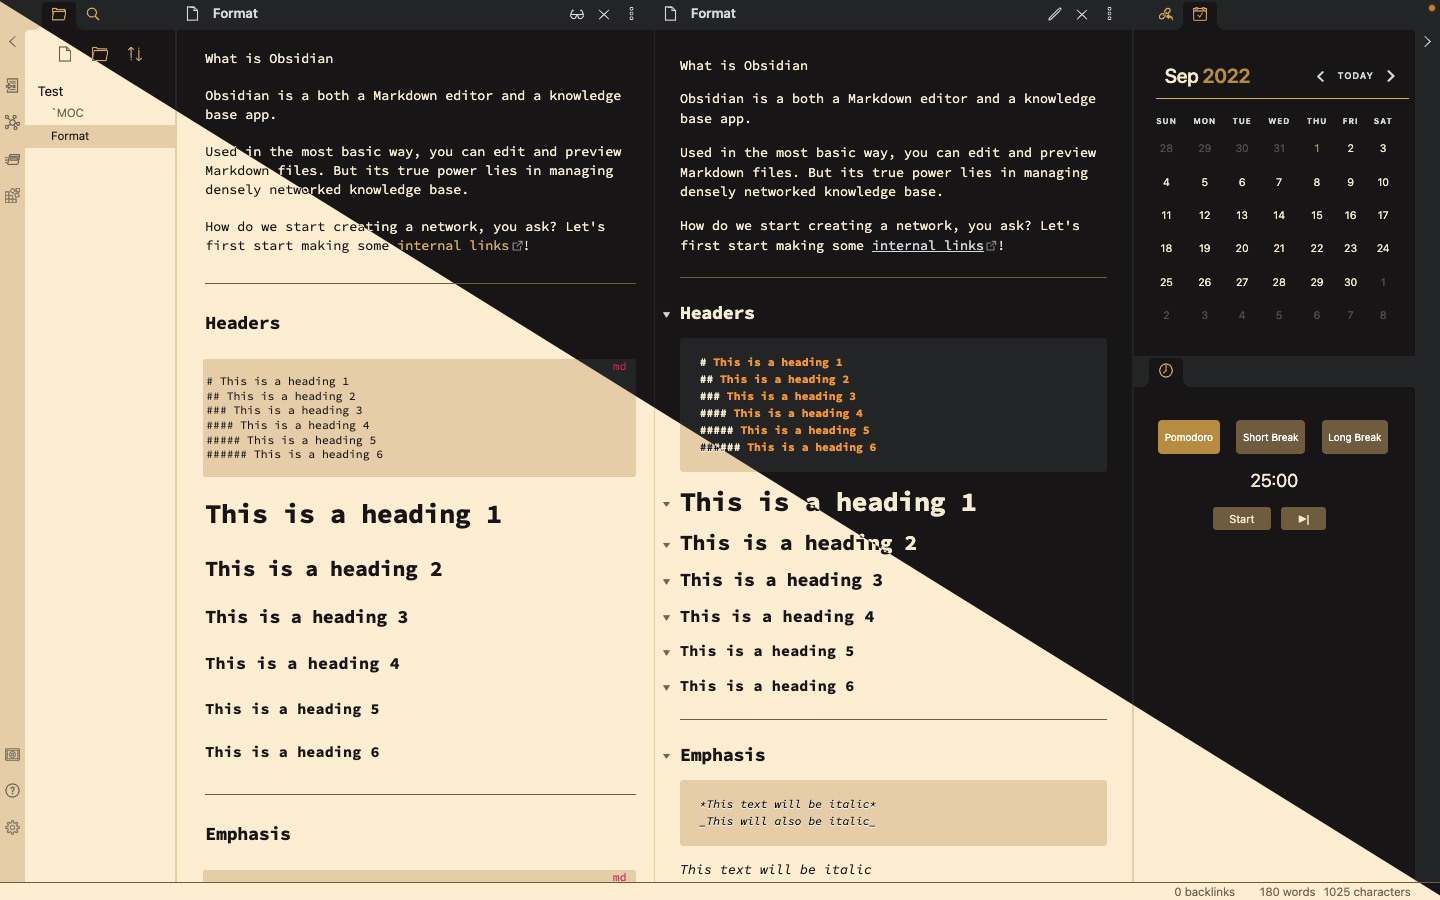 Format
Format
Test
`MOC
Format
What is Obsidian
Obsidian is a both a Markdown editor and a knowledge
base app.
Used in the most basic way, you can edit and preview
Markdown files. But its true power lies in managing
densely networked knowledge base.
How do we start creating a network, you ask? Let's
first start making some internal links!
Headers
md
# This is a heading 1
## This is a heading 2
### This is a heading 3
#### This is a heading 4
##### This is a heading 5
###### This is a heading 6
This is a heading 1
This is a heading 2
This is a heading 3
This is a heading 4
This is a heading 5
This is a heading 6
Emphasis
md
What is Obsidian
Obsidian is a both a Markdown editor and a knowledge
base app.
Used in the most basic way, you can edit and preview
Markdown files. But its true power lies in managing
densely networked knowledge base.
How do we start creating a network, you ask? Let's
first start making some internal links!
Headers
# This is a heading 1
## This is a heading 2
### This is a heading 3
#### This is a heading 4
##### This is a heading 5
###### This is a heading 6
This is a heading 1
This is a heading 2
This is a heading 3
This is a heading 4
This is a heading 5
This is a heading 6
Emphasis
*This text will be italic*
_This will also be italic_
This text will be italic
Sep 2022
TODAY
SUN MON TUE WED THU FRI SAT
28 29 30 31 1 2 3
4 5 6 7 8 9 10
11 12 13 14 15 16 17
18 19 20 21 22 23 24
25 26 27 28 29 30 1
2 3 4 5 6 7 8
Pomodoro Short Break Long Break
25:00
Start
0 backlinks 180 words 1025 characters